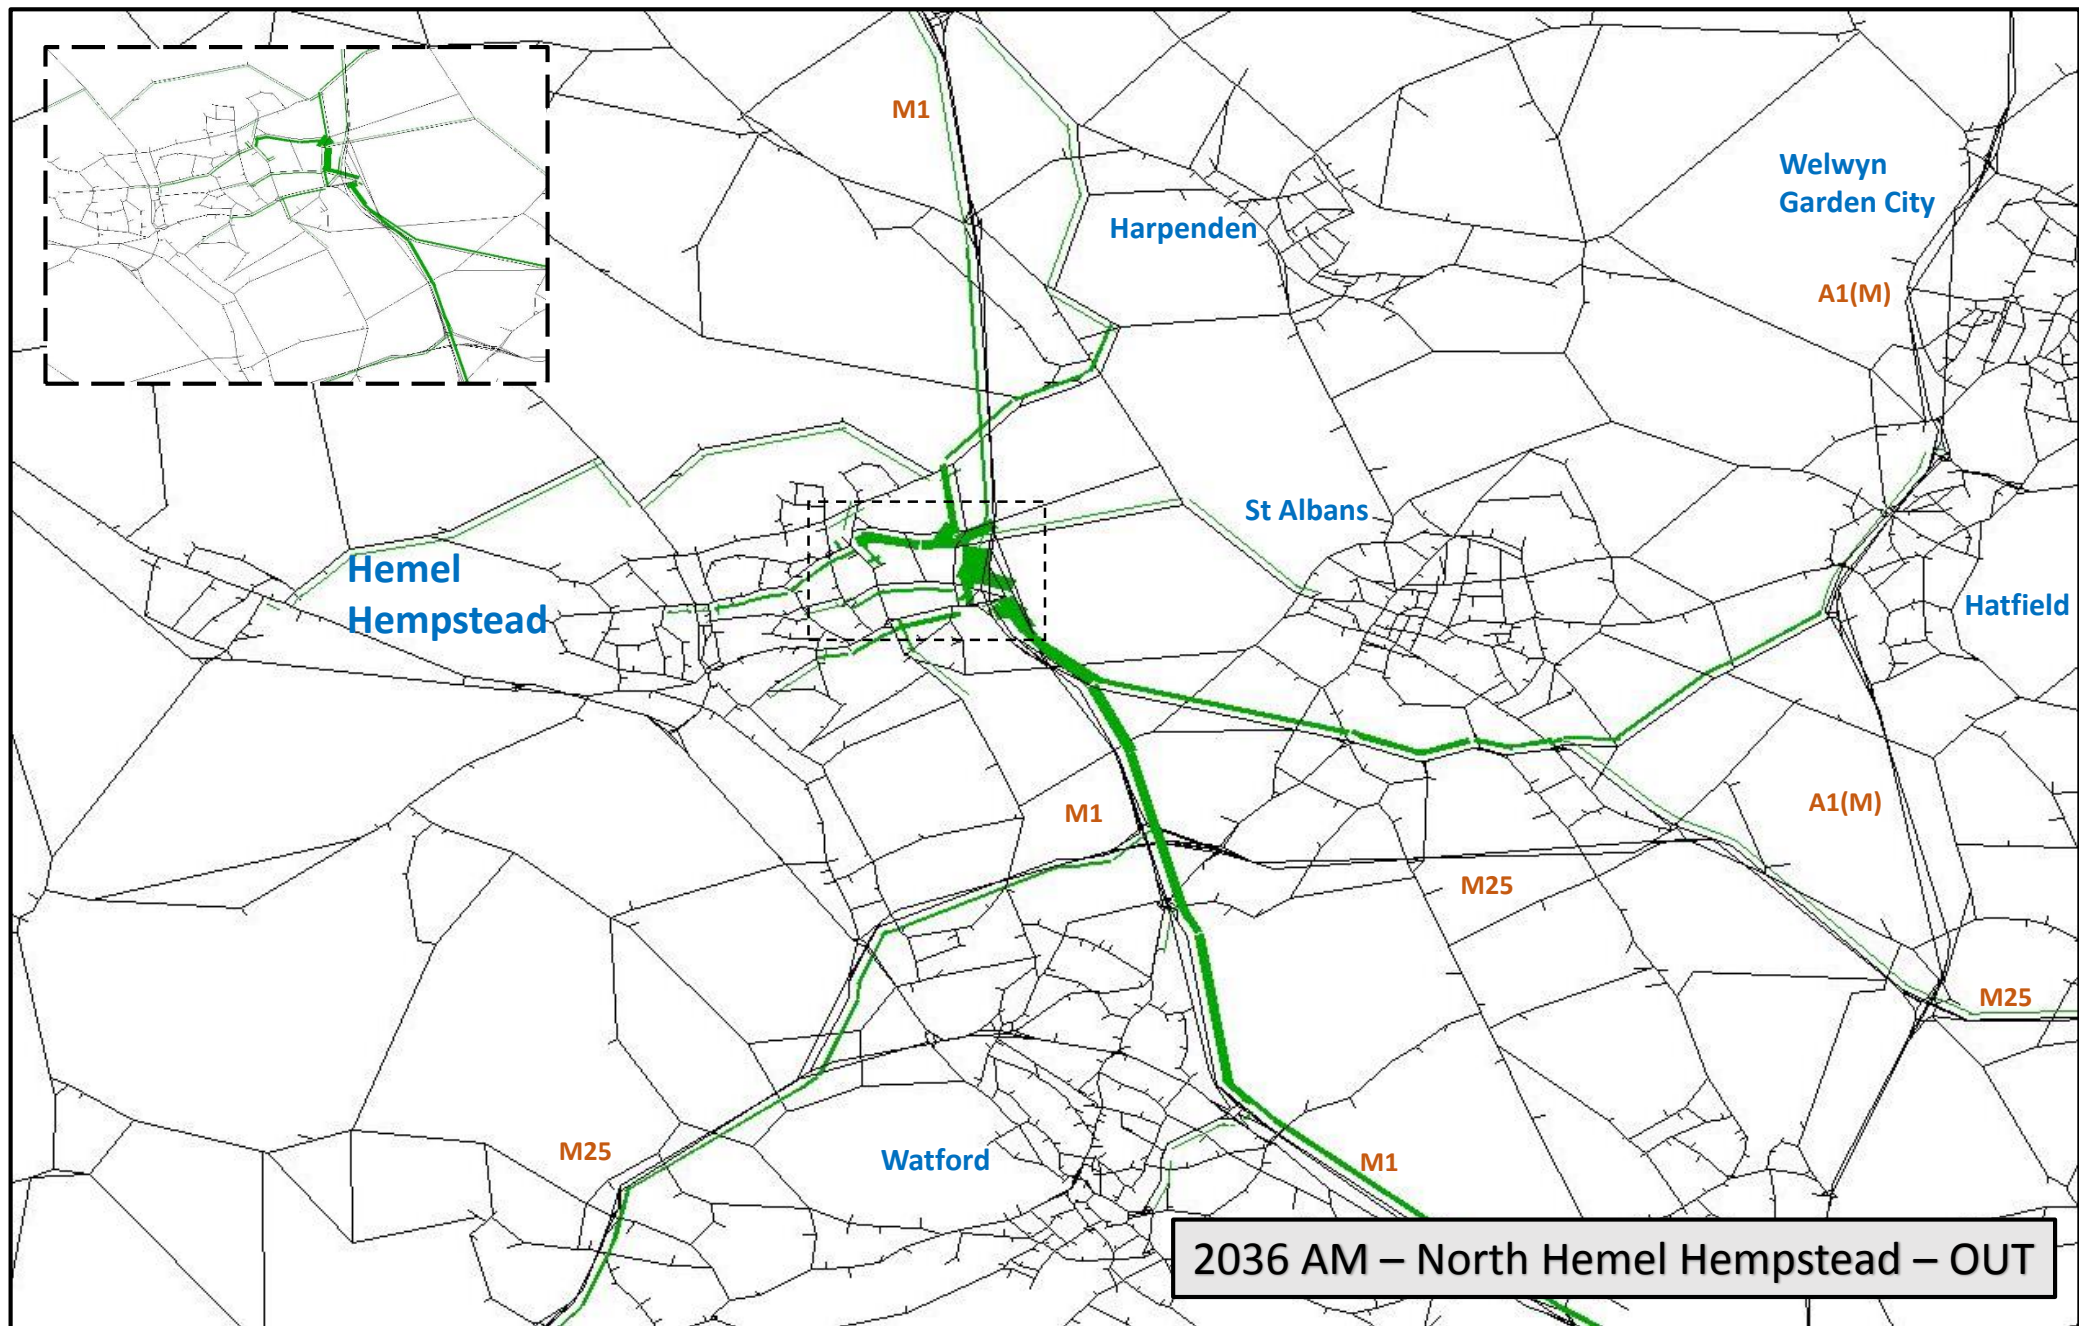 M1
Welwyn
Garden City
Harpenden
A1(M)
St Albans
Hemel
Hempstead
Hatfield
M1
A1(M)
M25
M25
M25
Watford
M1
2036 AM – North Hemel Hempstead – OUT